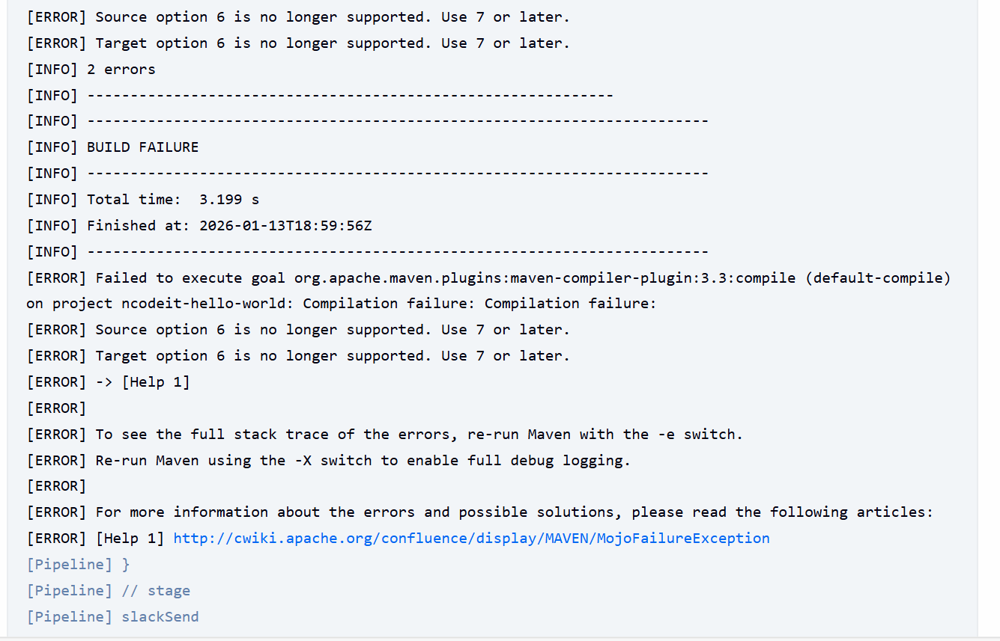 [ERROR] Source option 6 is no longer supported. Use 7 or later.
[ERROR] Target option 6 is no longer supported. Use 7 or later.
[INFO] 2 errors
[INFO] -------------------------------------------------------------
[INFO] ------------------------------------------------------------------------
[INFO] BUILD FAILURE
[INFO] ------------------------------------------------------------------------
[INFO] Total time:  3.199 s
[INFO] Finished at: 2026-01-13T18:59:56Z
[INFO] ------------------------------------------------------------------------
[ERROR] Failed to execute goal org.apache.maven.plugins:maven-compiler-plugin:3.3:compile (default-compile)
on project ncodeit-hello-world: Compilation failure: Compilation failure:
[ERROR] Source option 6 is no longer supported. Use 7 or later.
[ERROR] Target option 6 is no longer supported. Use 7 or later.
[ERROR] -> [Help 1]
[ERROR]
[ERROR] To see the full stack trace of the errors, re-run Maven with the -e switch.
[ERROR] Re-run Maven using the -X switch to enable full debug logging.
[ERROR]
[ERROR] For more information about the errors and possible solutions, please read the following articles:
[ERROR] [Help 1] http://cwiki.apache.org/confluence/display/MAVEN/MojoFailureException
[Pipeline] }
[Pipeline] // stage
[Pipeline] slackSend